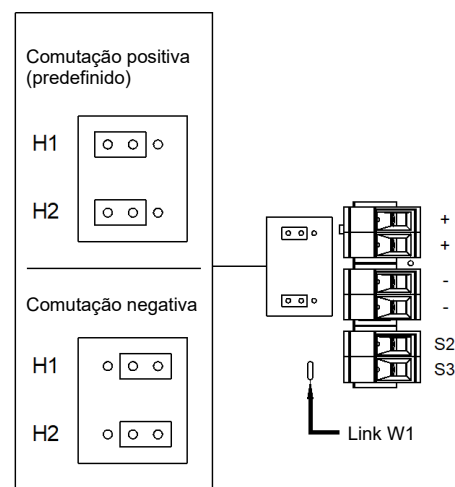 Comutação positiva
(predefinido)
H1
H2
Comutação negativa
H1
H2
+
+
-
-
S2
S3
Link W1